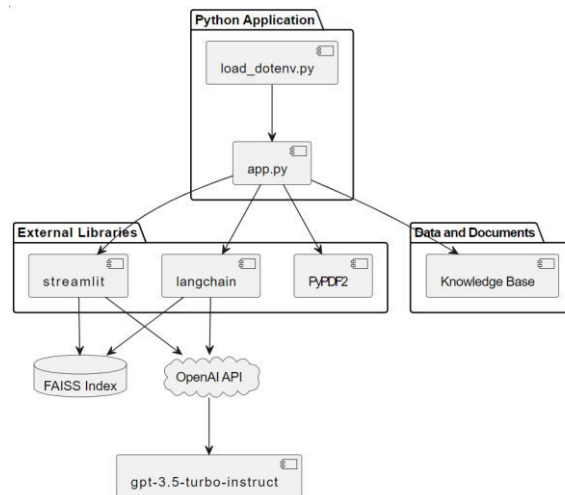 Python Application
load_dotenv.py
app.py
External Libraries
Data and Documents
streamlit
langchain
PyPDF2
Knowledge Base
FAISS Index
OpenAI API
gpt-3.5-turbo-instruct